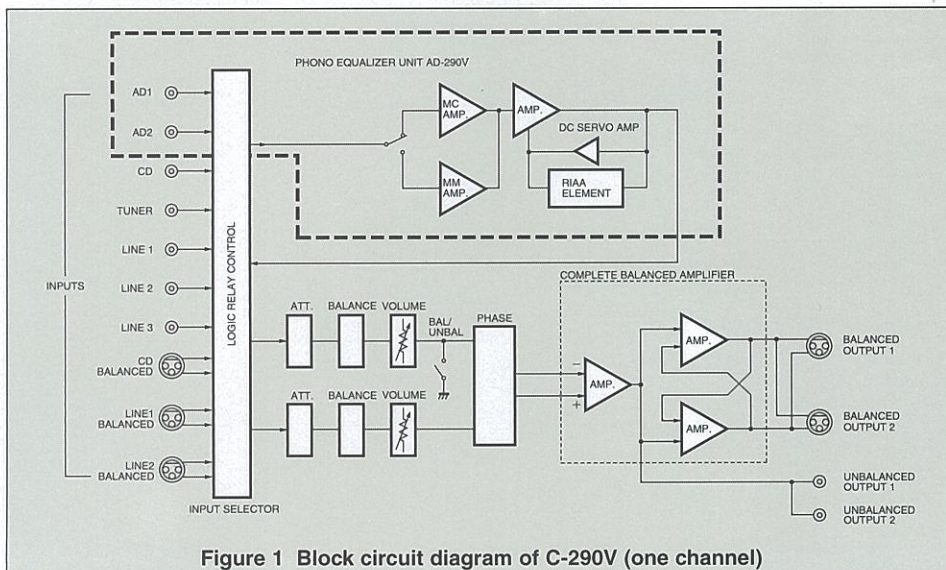 PHONO EQUALIZER UNIT AD-290V
AD1
AD2
CD
TUNER
LINE 1
LINE 2
LINE 3
INPUTS
CD
BALANCED
LINE1
BALANCED
LINE2
BALANCED
LOGIC RELAY CONTROL
INPUT SELECTOR
MC
AMP.
MM
AMP.
AMP.
DC SERVO AMP
RIAA
ELEMENT
ATT.
BALANCE
VOLUME
BAL/
UNBAL
PHASE
ATT.
BALANCE
VOLUME
COMPLETE BALANCED AMPLIFIER
−
AMP.
+
AMP.
AMP.
BALANCED
OUTPUT 1
BALANCED
OUTPUT 2
UNBALANCED
OUTPUT 1
UNBALANCED
OUTPUT 2
Figure 1 Block circuit diagram of C-290V (one channel)